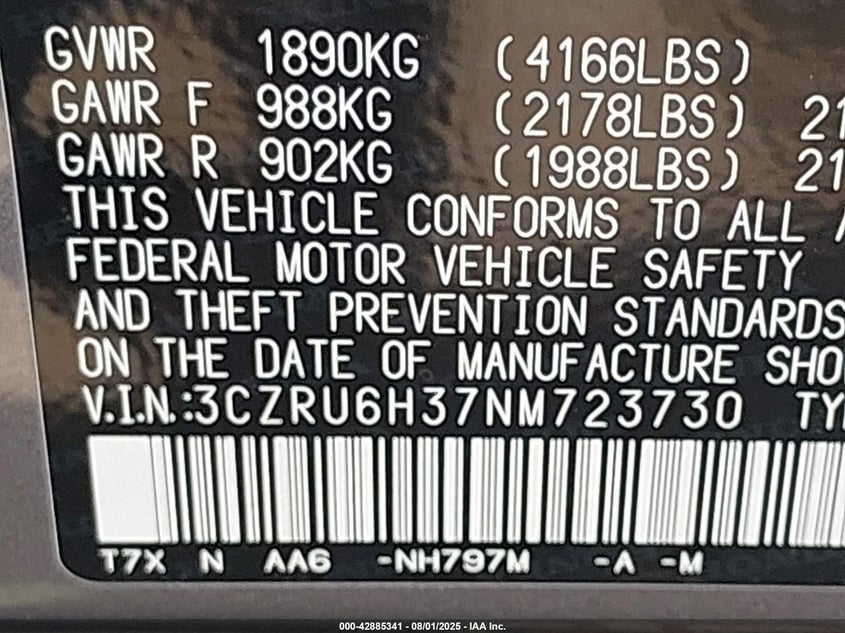 GVWR 1890KG (4166LBS)
GAWR F 988KG (2178LBS) 21
GAWR R 902KG (1988LBS) 21
THIS VEHICLE CONFORMS TO ALL
FEDERAL MOTOR VEHICLE SAFETY
AND THEFT PREVENTION STANDARDS
ON THE DATE OF MANUFACTURE SHO
V.I.N.:3CZRU6H37NM723730 TY
T7X N AA6 -NH797M -A -M
000-42885341 - 08/01/2025 - IAA Inc.